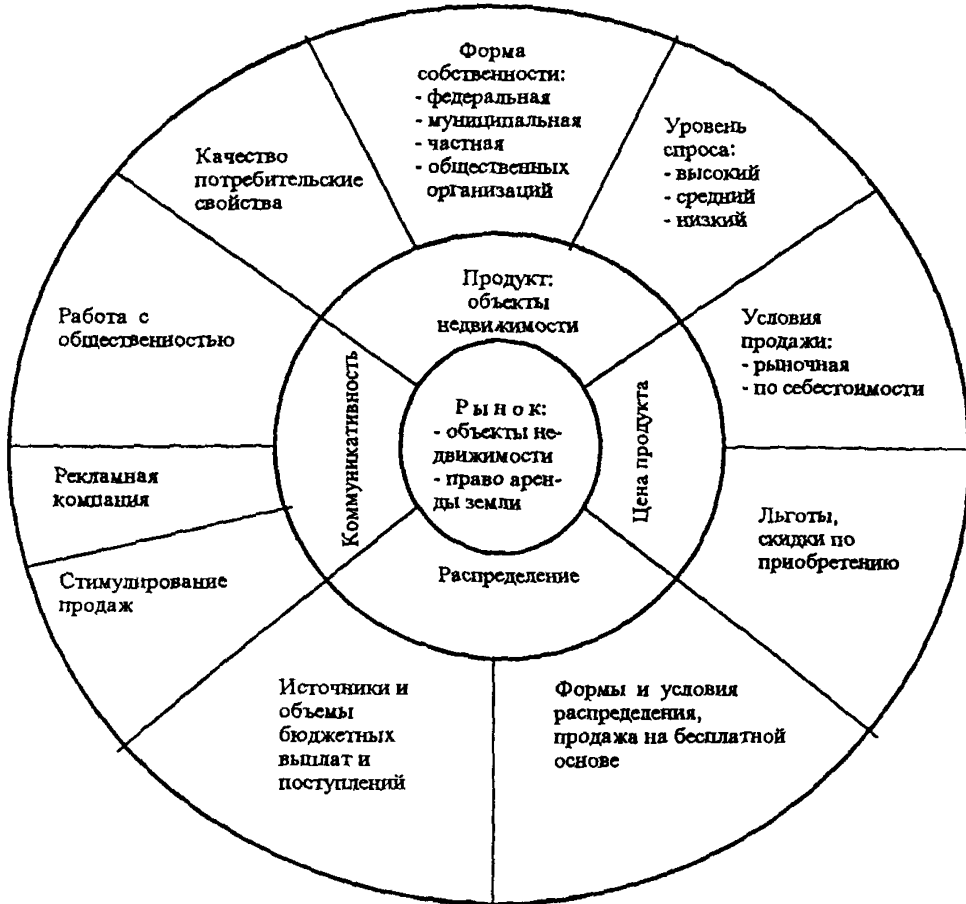 Форма
собственности:
- федеральная
- муниципальная
- частная
- общественных
организаций
Уровень
спроса:
- высокий
- средний
- низкий
Качество
потребительские
свойства
Продукт:
объекты
недвижимости
Работа с
общественностью
Условия
продажи:
- рыночная
- по себестоимости
Коммуникативность
Рынок:
- объекты не-
движимости
- право арен-
ды земли
Цена продукта
Рекламная
компания
Льготы,
скидки по
приобретению
Стимулирование
продаж
Распределение
Источники и
объемы
бюджетных
выплат и
поступлений
Формы и условия
распределения,
продажа на бесплатной
основе